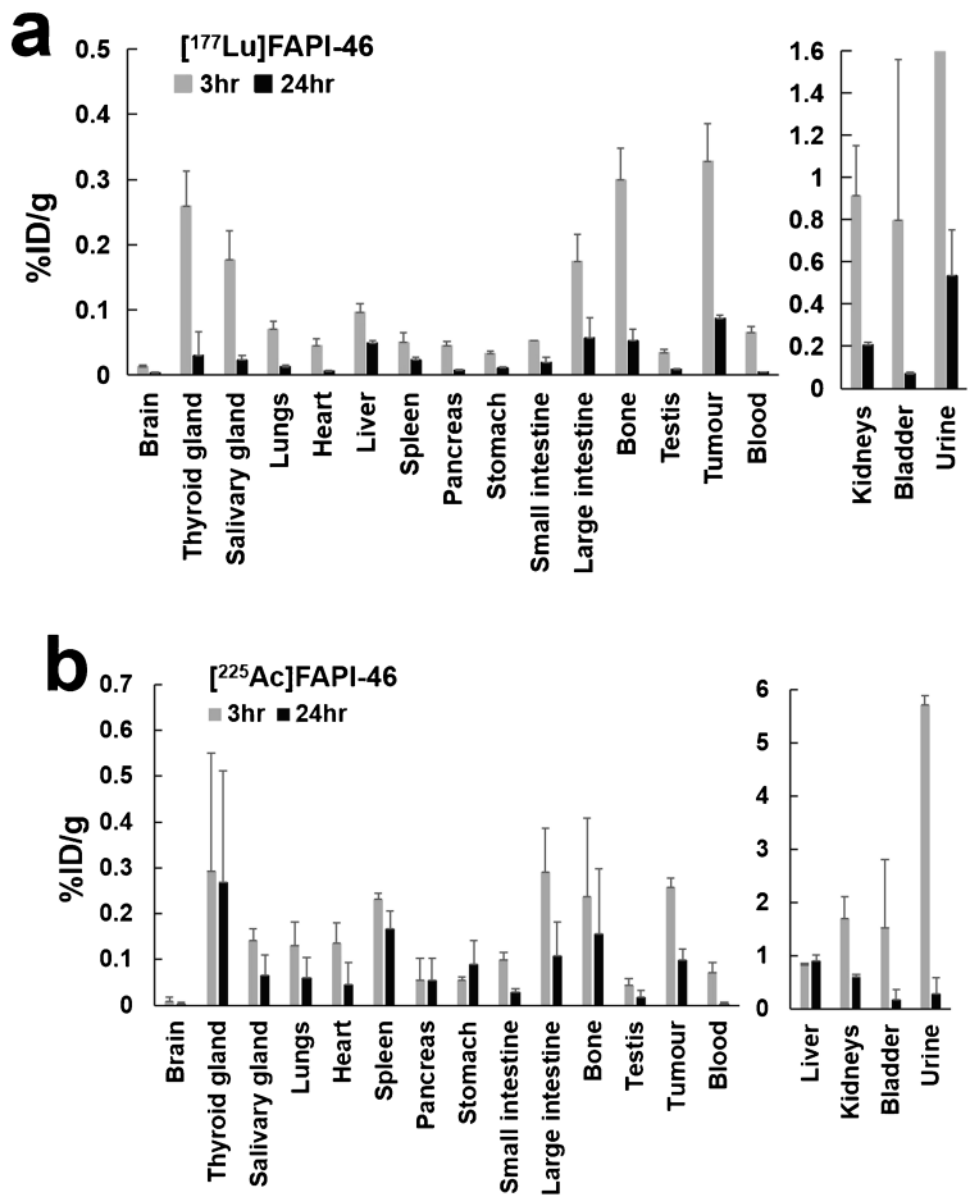 a
[¹⁷⁷Lu]FAPI-46
3hr 24hr
%ID/g
0.5
0.4
0.3
0.2
0.1
0
Brain
Thyroid gland
Salivary gland
Lungs
Heart
Liver
Spleen
Pancreas
Stomach
Small intestine
Large intestine
Bone
Testis
Tumour
Blood
1.6
1.4
1.2
1
0.8
0.6
0.4
0.2
0
Kidneys
Bladder
Urine
b
[²²⁵Ac]FAPI-46
3hr 24hr
%ID/g
0.7
0.6
0.5
0.4
0.3
0.2
0.1
0
Brain
Thyroid gland
Salivary gland
Lungs
Heart
Spleen
Pancreas
Stomach
Small intestine
Large intestine
Bone
Testis
Tumour
Blood
6
5
4
3
2
1
0
Liver
Kidneys
Bladder
Urine